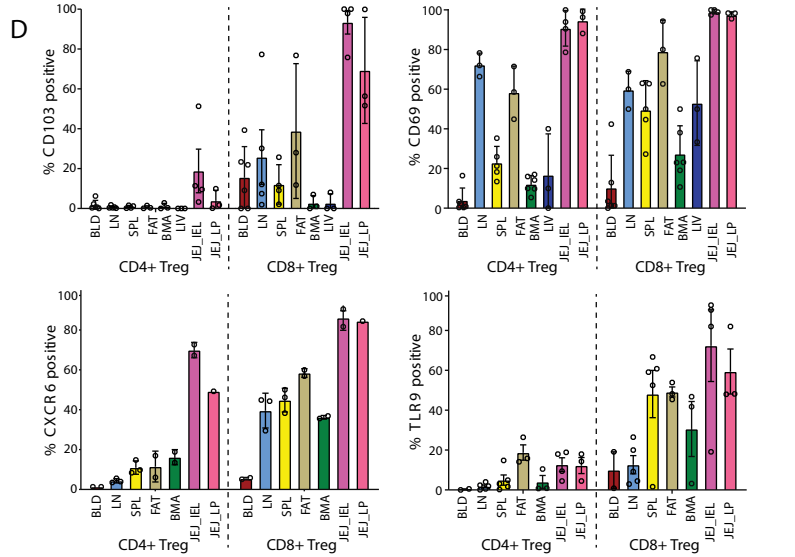 D
% CD103 positive
100
80
60
40
20
0
BLD LN SPL FAT BMA LIV JEJ_IEL JEJ_LP BLD LN SPL FAT BMA LIV JEJ_IEL JEJ_LP
CD4+ Treg CD8+ Treg
% CD69 positive
100
80
60
40
20
0
BLD LN SPL FAT BMA LIV JEJ_IEL JEJ_LP BLD LN SPL FAT BMA LIV JEJ_IEL JEJ_LP
CD4+ Treg CD8+ Treg
% CXCR6 positive
100
80
60
40
20
0
BLD LN SPL FAT BMA JEJ_IEL JEJ_LP BLD LN SPL FAT BMA JEJ_IEL JEJ_LP
CD4+ Treg CD8+ Treg
% TLR9 positive
100
80
60
40
20
0
BLD LN SPL FAT BMA JEJ_IEL JEJ_LP BLD LN SPL FAT BMA JEJ_IEL JEJ_LP
CD4+ Treg CD8+ Treg